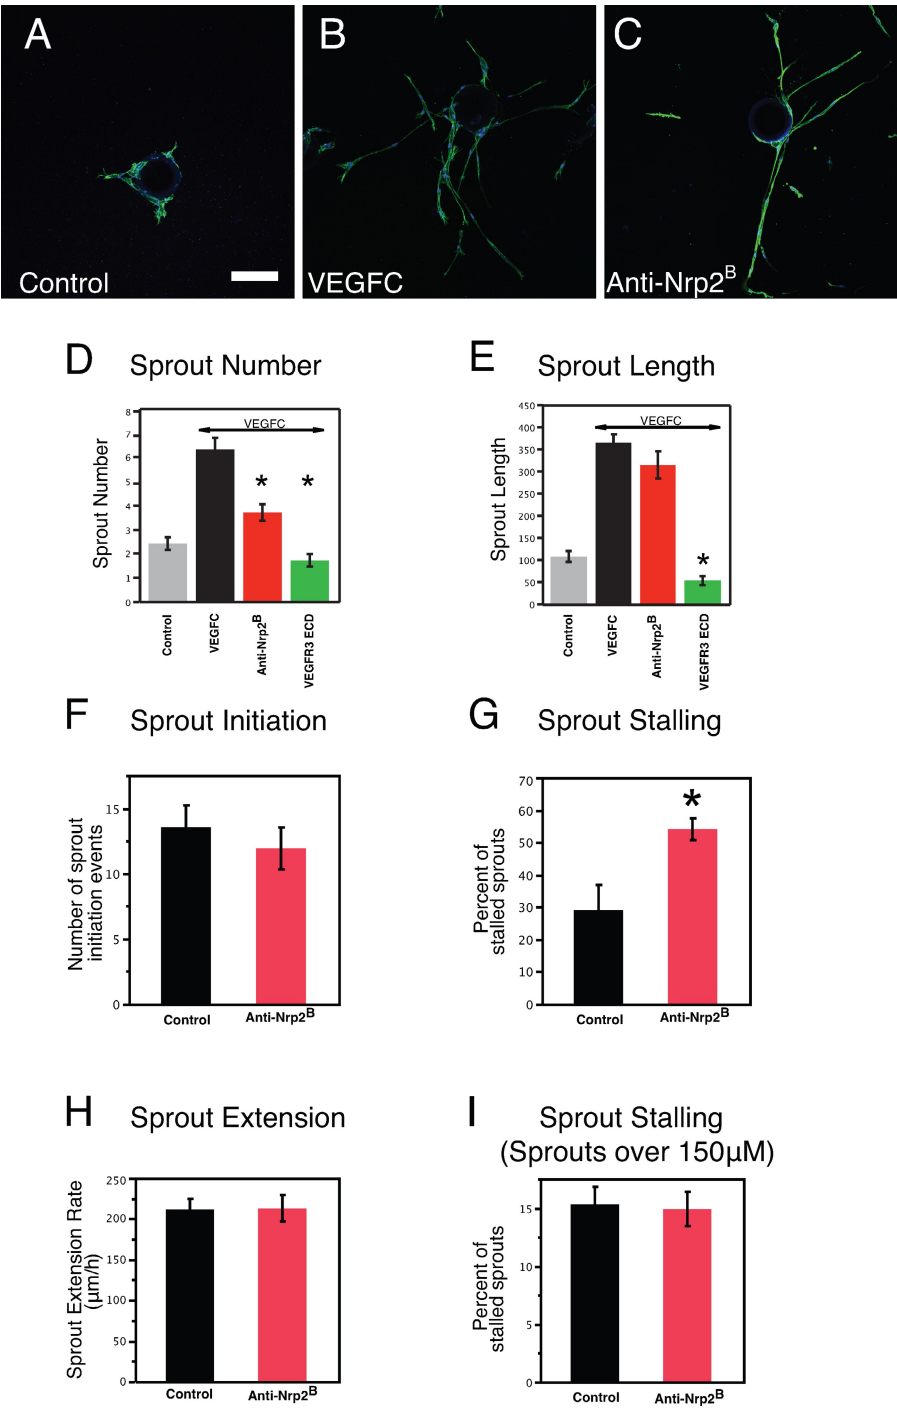 A
B
C
Control
VEGFC
Anti-Nrp2B
D
Sprout Number
E
Sprout Length
Sprout Number
8
7
6
5
4
3
2
1
0
VEGFC
*
*
Control
VEGFC
Anti-Nrp2B
VEGFR3 ECD
Sprout Length
450
400
350
300
250
200
150
100
50
0
VEGFC
*
Control
VEGFC
Anti-Nrp2B
VEGFR3 ECD
F
Sprout Initiation
G
Sprout Stalling
Number of sprout
initiation events
15
10
5
0
Control
Anti-Nrp2B
Percent of
stalled sprouts
70
60
50
40
30
20
10
0
*
Control
Anti-Nrp2B
H
Sprout Extension
I
Sprout Stalling
(Sprouts over 150µM)
Sprout Extension Rate
(µm/h)
250
200
150
100
50
0
Control
Anti-Nrp2B
Percent of
stalled sprouts
15
10
5
0
Control
Anti-Nrp2B